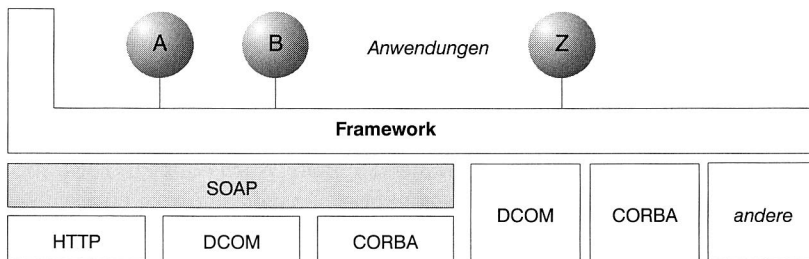 A B Anwendungen Z
Framework
SOAP
DCOM CORBA andere
HTTP DCOM CORBA